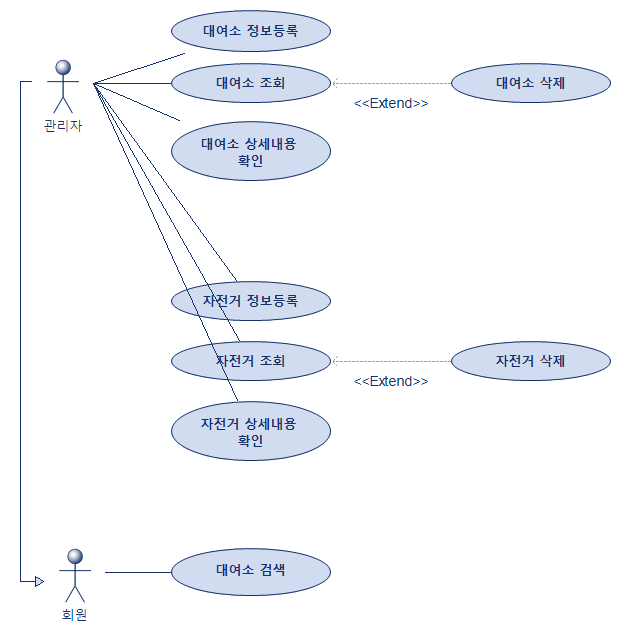 대여소 정보등록
대여소 조회
대여소 삭제
<<Extend>>
관리자
대여소 상세내용
확인
자전거 정보등록
자전거 조회
자전거 삭제
<<Extend>>
자전거 상세내용
확인
대여소 검색
회원